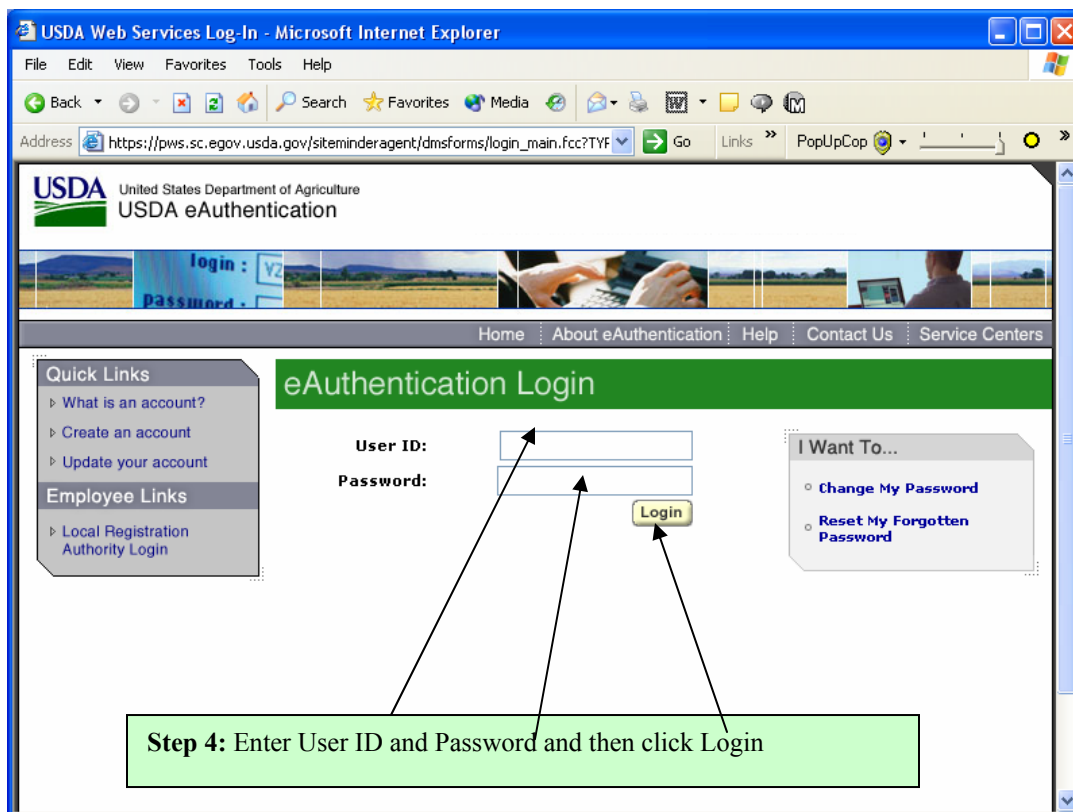 USDA Web Services Log-In - Microsoft Internet Explorer
File Edit View Favorites Tools Help
Back Search Favorites Media
Address https://pws.sc.egov.usda.gov/siteminderagent/dmsforms/login_main.fcc?TYF Go Links » PopUpCop »
USDA United States Department of Agriculture
USDA eAuthentication
login : YZ
password :
Home About eAuthentication Help Contact Us Service Centers
Quick Links
What is an account?
Create an account
Update your account
Employee Links
Local Registration
Authority Login
eAuthentication Login
User ID:
Password:
Login
I Want To...
Change My Password
Reset My Forgotten
Password
Step 4: Enter User ID and Password and then click Login